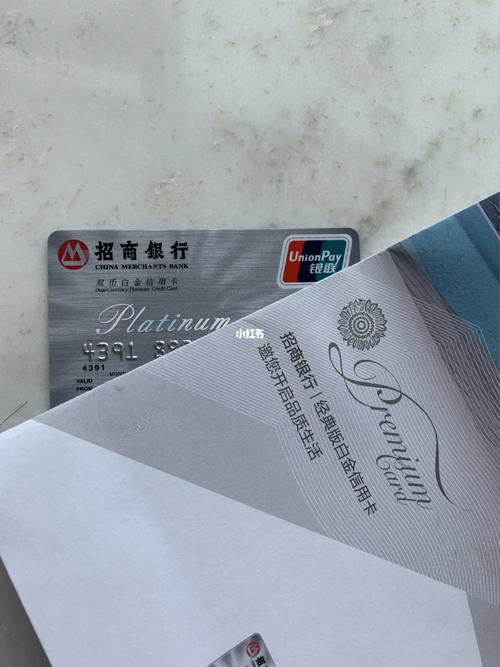 招商银行
CHINA MERCHANTS BANK
双币白金信用卡
Dual-Currency Platinum Credit Card
UnionPay
银联
Platinum
4391
4391
VALID
FROM
小红书
Premium
Card
招商银行 | 经典版白金信用卡
邀您开启品质生活